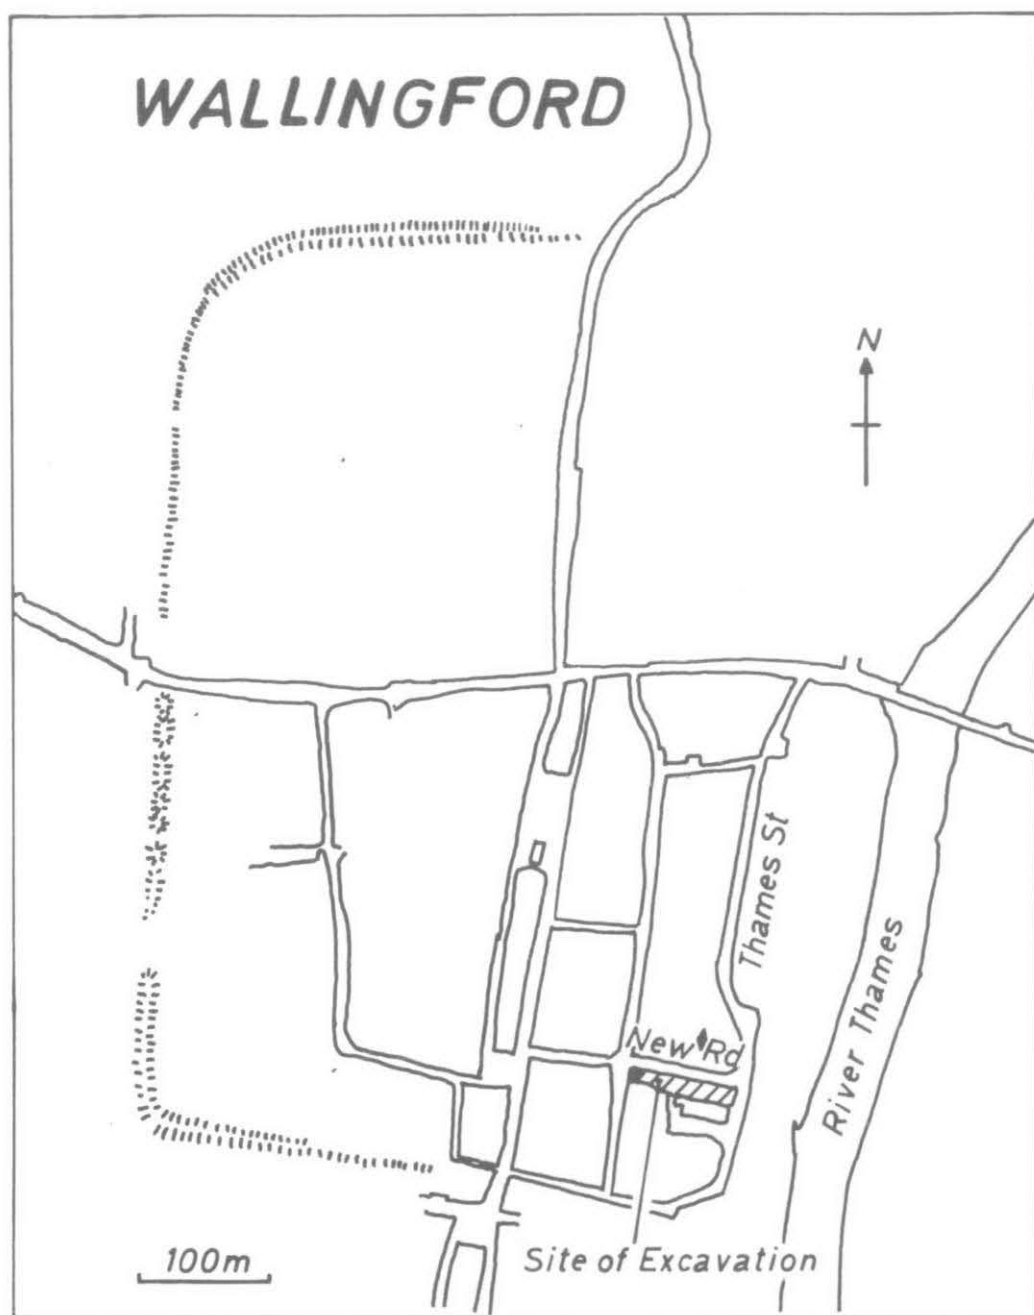 WALLINGFORD
N
Thames St
River Thames
New Rd
Site of Excavation
100m